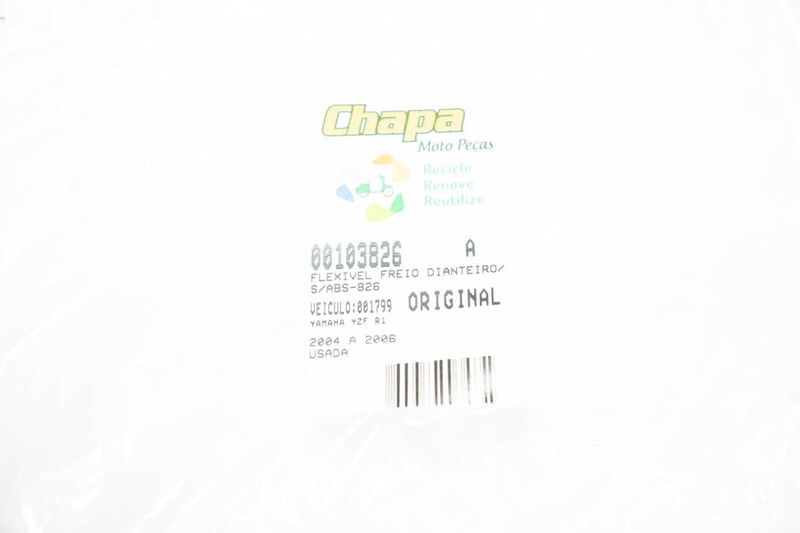 Chapa
Moto Peças
Recicle
Renove
Reutilize
00103826 A
FLEXIVEL FREIO DIANTEIRO/
S/ABS-826
VEICULO:001799 ORIGINAL
YAMAHA YZF R1
2004 A 2006
USADA